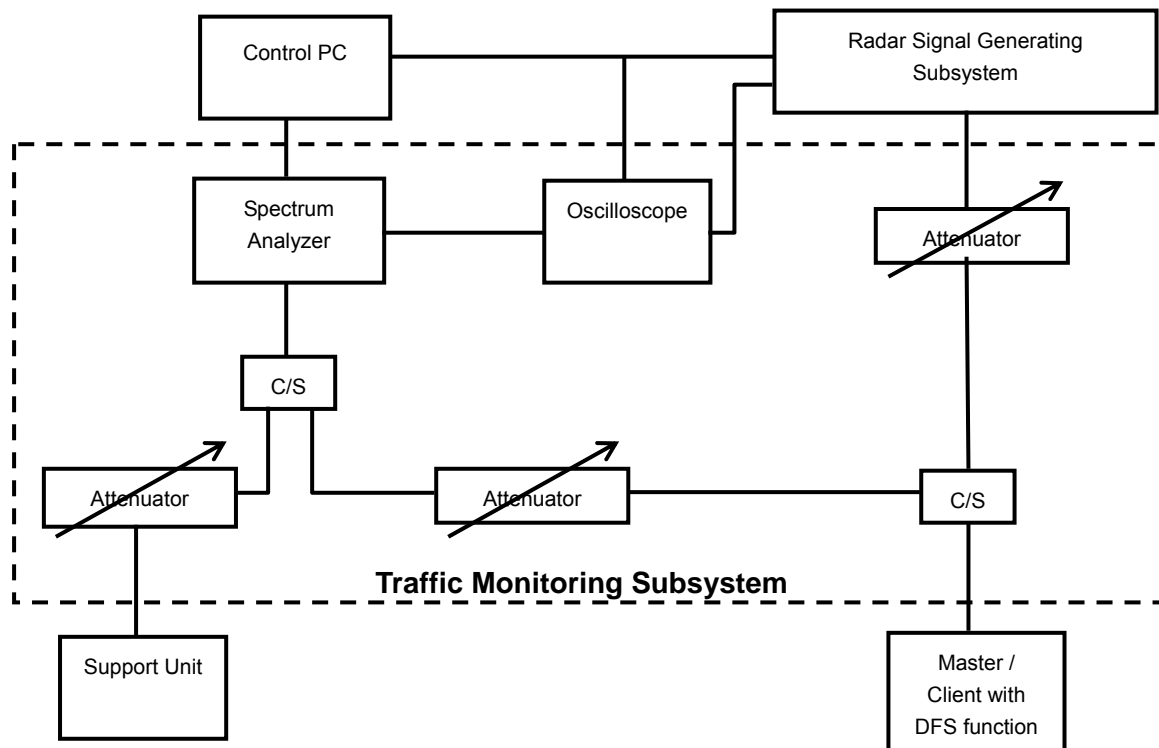 Control PC
Radar Signal Generating
Subsystem
Spectrum
Analyzer
Oscilloscope
Attenuator
C/S
Attenuator
Attenuator
C/S
Traffic Monitoring Subsystem
Support Unit
Master /
Client with
DFS function